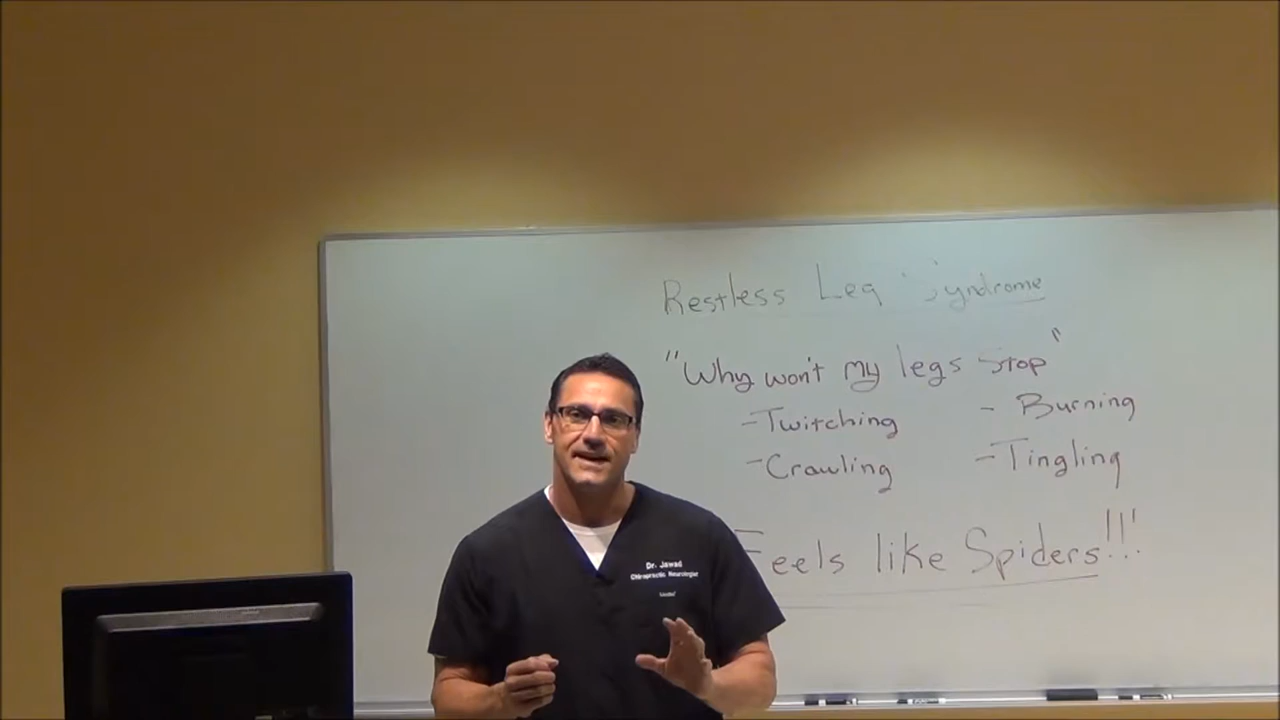 Restless Leg Syndrome
"Why won't my legs stop"
-Twitching - Burning
-Crawling -Tingling
Feels like Spiders!!!
Dr. Jawad
Chiropractic Neurologist